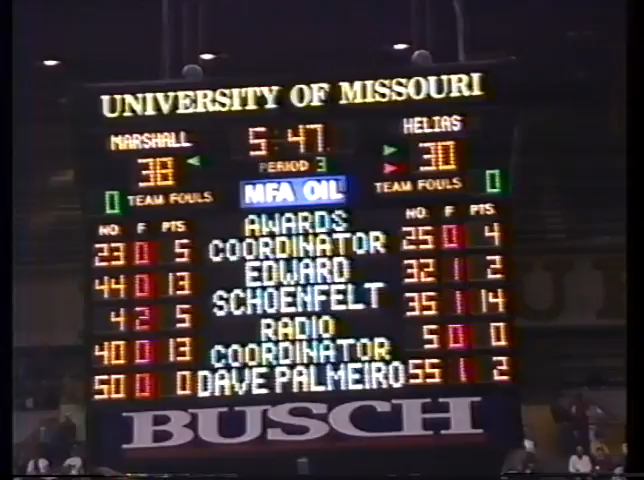 UNIVERSITY OF MISSOURI
MARSHALL 5:47 HELIAS
38 PERIOD 3 30
0 TEAM FOULS MFA OIL TEAM FOULS 0
NO. F PTS. AWARDS NO. F PTS.
23 0 5 COORDINATOR 25 0 4
44 0 13 EDWARD 32 1 2
4 2 5 SCHOENFELT 35 1 14
RADIO
40 0 13 COORDINATOR 5 0 0
50 0 0 DAVE PALMEIRO 55 1 2
BUSCH